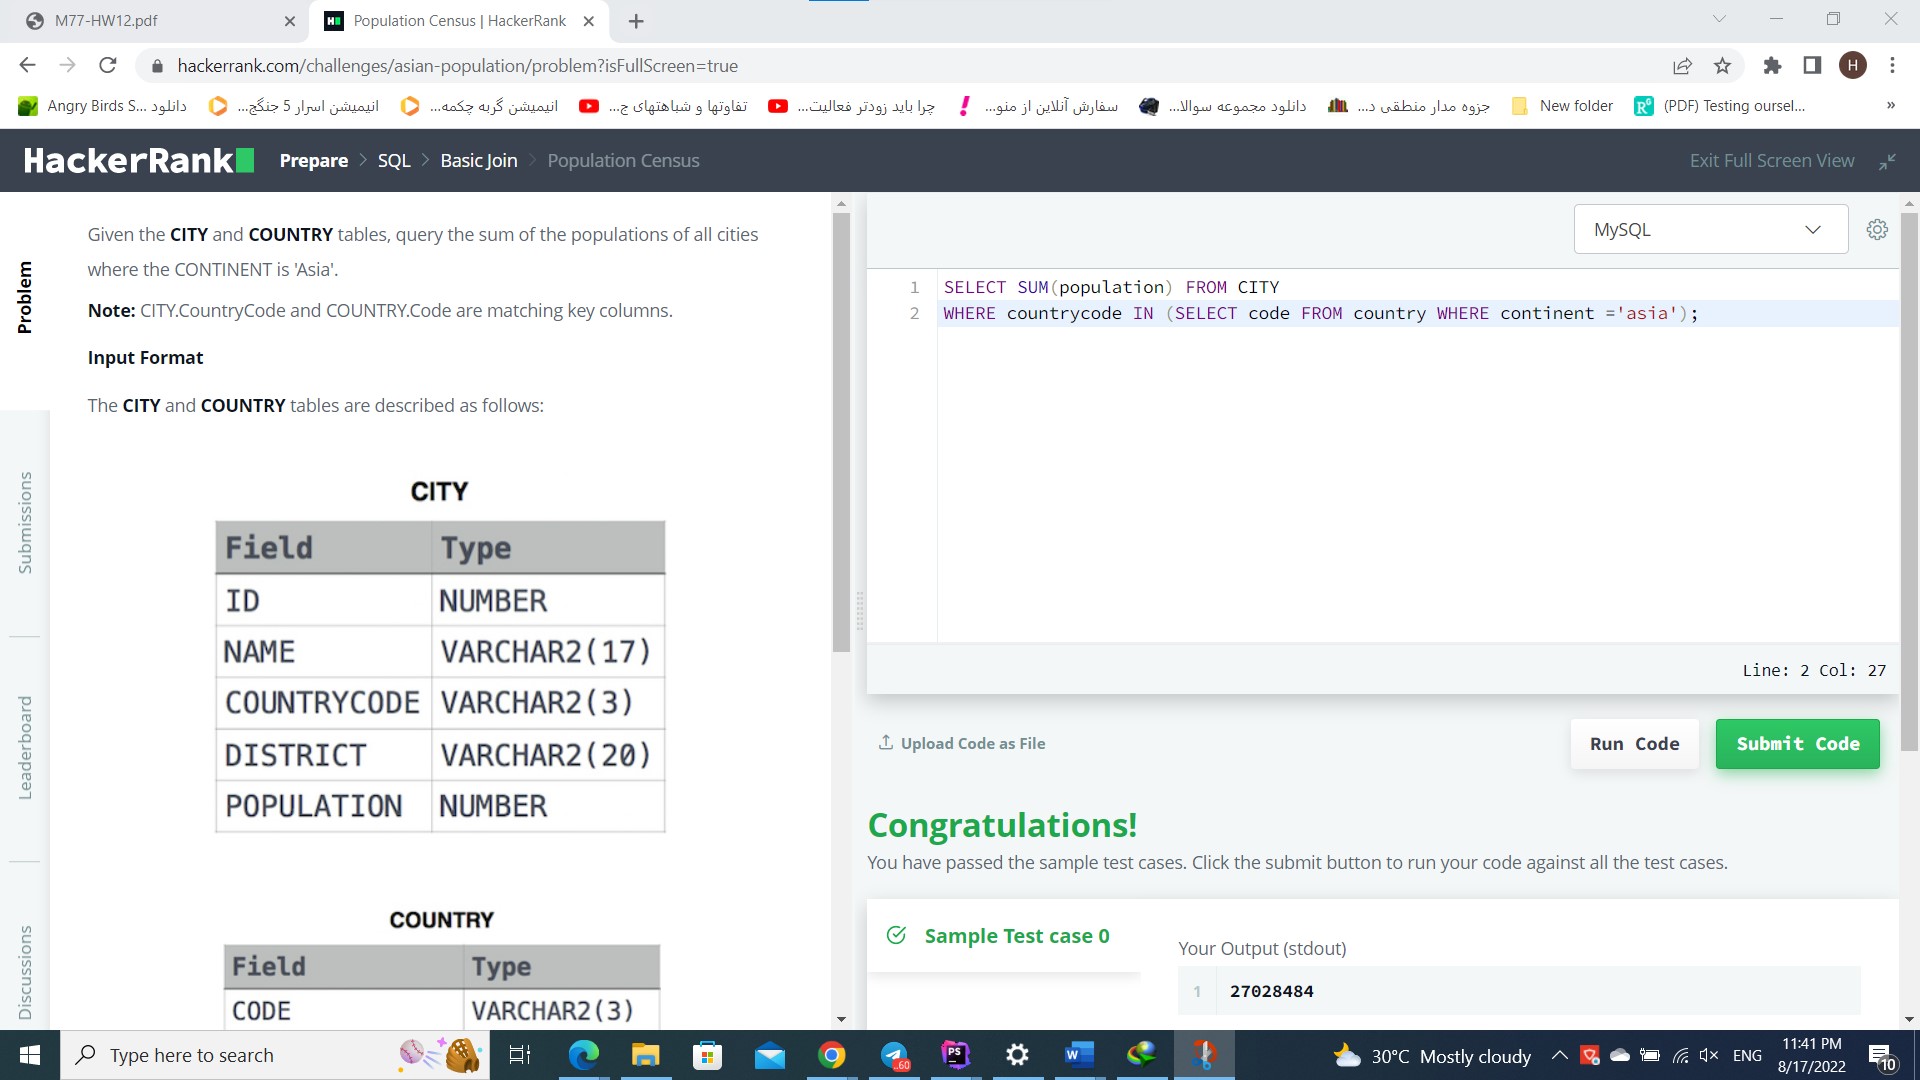 M77-HW12.pdf
Population Census | HackerRank
hackerrank.com/challenges/asian-population/problem?isFullScreen=true
H
Angry Birds S... دانلود
انیمیشن اسرار 5 جنگج...
انیمیشن گربه چکمه...
تفاوتها و شباهتهای ج...
چرا باید زودتر فعالیت...
سفارش آنلاین از منو...
دانلود مجموعه سوالا...
جزوه مدار منطقی د...
New folder
(PDF) Testing oursel...
»
HackerRank
Prepare > SQL > Basic Join > Population Census
Exit Full Screen View
Problem
Submissions
Leaderboard
Discussions
Given the CITY and COUNTRY tables, query the sum of the populations of all cities
where the CONTINENT is 'Asia'.
Note: CITY.CountryCode and COUNTRY.Code are matching key columns.
Input Format
The CITY and COUNTRY tables are described as follows:
CITY
Field Type
ID NUMBER
NAME VARCHAR2(17)
COUNTRYCODE VARCHAR2(3)
DISTRICT VARCHAR2(20)
POPULATION NUMBER
COUNTRY
Field Type
CODE VARCHAR2(3)
MySQL
1 SELECT SUM(population) FROM CITY
2 WHERE countrycode IN (SELECT code FROM country WHERE continent ='asia');
Line: 2 Col: 27
Upload Code as File
Run Code
Submit Code
Congratulations!
You have passed the sample test cases. Click the submit button to run your code against all the test cases.
Sample Test case 0
Your Output (stdout)
1 27028484
Type here to search
PS
.60
W
30°C Mostly cloudy
ENG
11:41 PM
8/17/2022
10